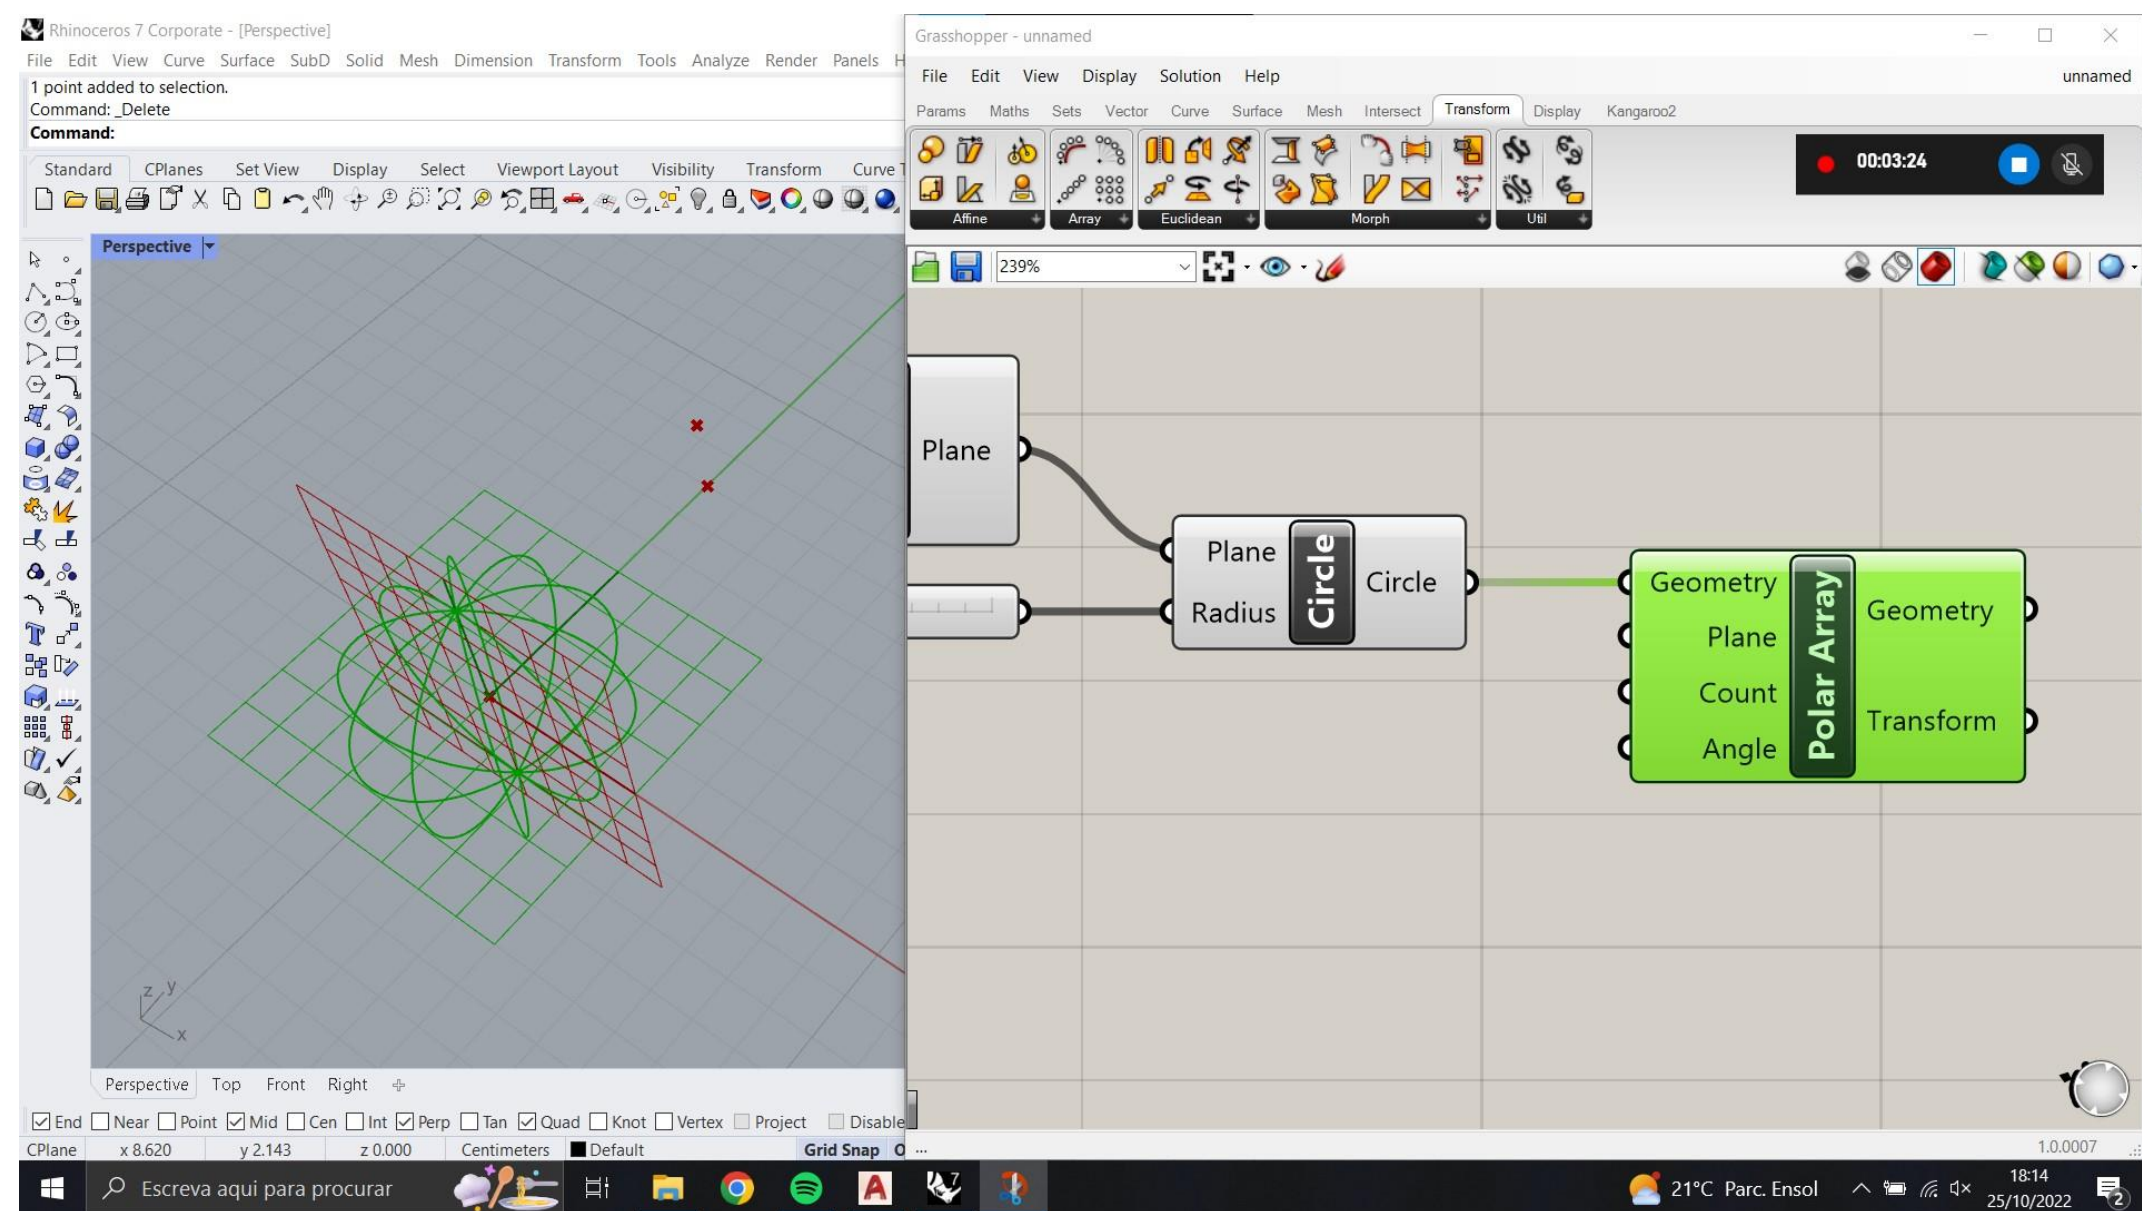 Rhinoceros 7 Corporate - [Perspective]
File Edit View Curve Surface SubD Solid Mesh Dimension Transform Tools Analyze Render Panels H
1 point added to selection.
Command: _Delete
Command:
Standard CPlanes Set View Display Select Viewport Layout Visibility Transform Curve T
Perspective
z y
x
Perspective Top Front Right
End Near Point Mid Cen Int Perp Tan Quad Knot Vertex Project Disable
CPlane x 8.620 y 2.143 z 0.000 Centimeters Default Grid Snap O
Grasshopper - unnamed
File Edit View Display Solution Help unnamed
Params Maths Sets Vector Curve Surface Mesh Intersect Transform Display Kangaroo2
00:03:24
Affine Array Euclidean Morph Util
239%
Plane
Plane
Radius
Circle
Circle
Geometry
Plane
Count
Angle
Polar Array
Geometry
Transform
... 1.0.0007
Escreva aqui para procurar
A
7
21°C Parc. Ensol
18:14
25/10/2022
2